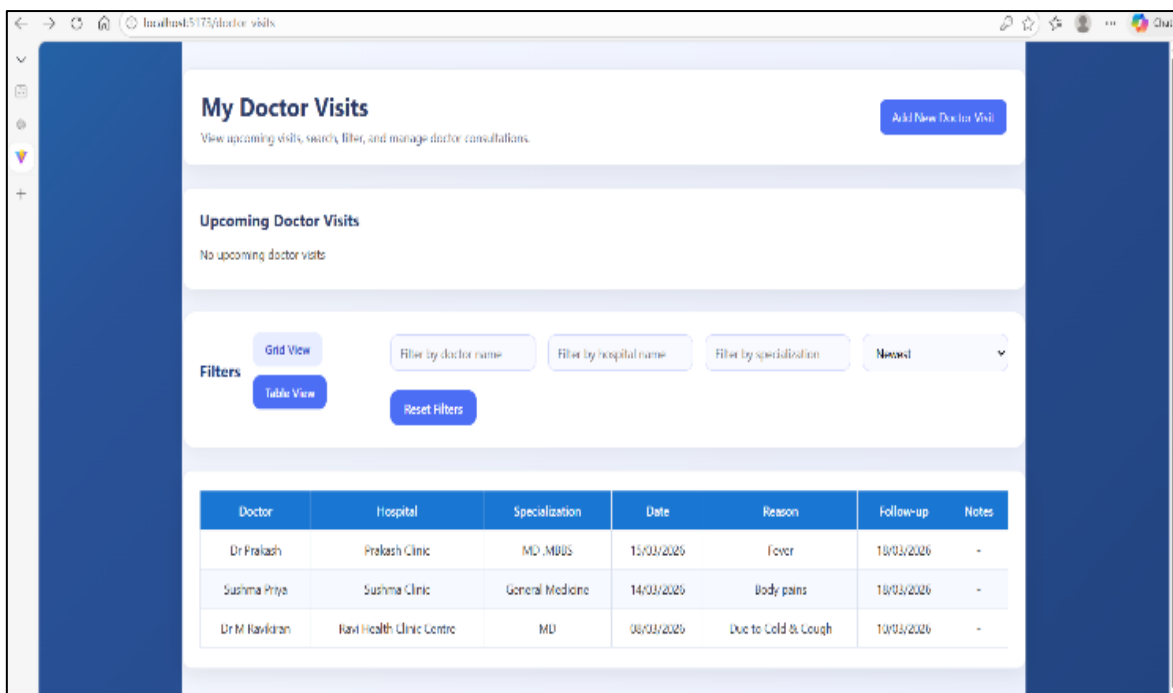 localhost:5173/doctor-visits
Chat
My Doctor Visits
Add New Doctor Visit
View upcoming visits, search, filter, and manage doctor consultations.
Upcoming Doctor Visits
No upcoming doctor visits
Filters
Grid View
Table View
Filter by doctor name
Filter by hospital name
Filter by specialization
Newest
Reset Filters
Doctor Hospital Specialization Date Reason Follow-up Notes
Dr Prakash Prakash Clinic MD ,MBBS 15/03/2026 Fever 18/03/2026 -
Sushma Priya Sushma Clinic General Medicine 14/03/2026 Body pains 18/03/2026 -
Dr M Ravikiran Ravi Health Clinic Centre MD 08/03/2026 Due to Cold & Cough 10/03/2026 -